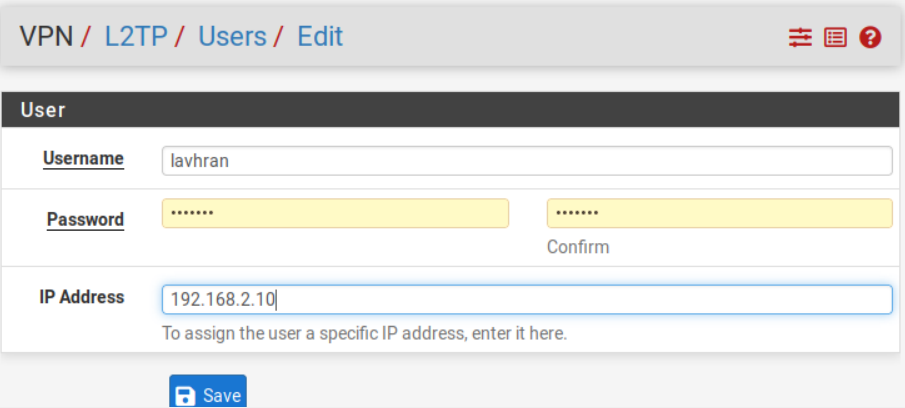 VPN / L2TP / Users / Edit
User
Username lavhran
Password ••••••• •••••••
Confirm
IP Address 192.168.2.10
To assign the user a specific IP address, enter it here.
Save